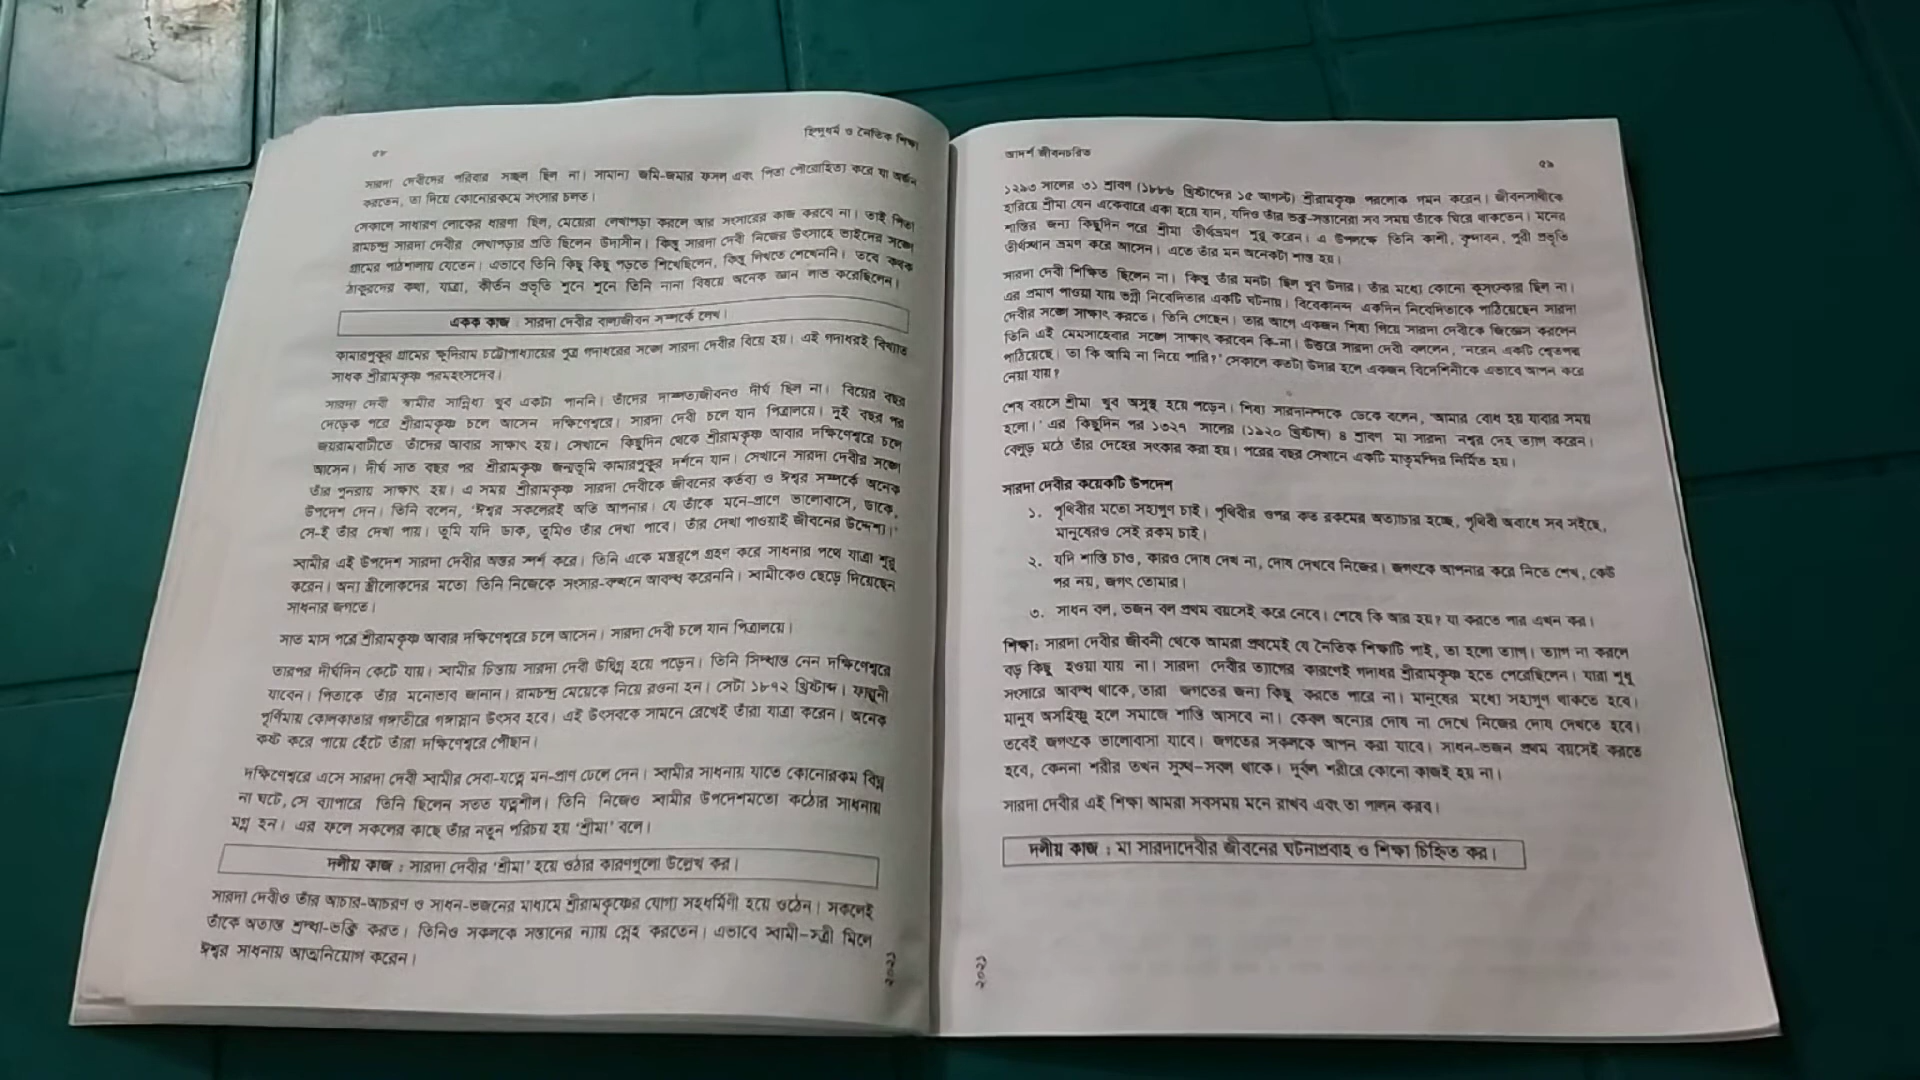 ৫৮
হিন্দুধর্ম ও নৈতিক শিক্ষা
সারদা দেবীদের পরিবার সচ্ছল ছিল না। সামান্য জমি-জমার ফসল এবং পিতা পৌরোহিত্য করে যা অর্জন
করতেন, তা দিয়ে কোনোরকমে সংসার চলত।
সেকালে সাধারণ লোকের ধারণা ছিল, মেয়েরা লেখাপড়া করলে আর সংসারের কাজ করবে না। তাই পিতা
রামচন্দ্র সারদা দেবীর লেখাপড়ার প্রতি ছিলেন উদাসীন। কিন্তু সারদা দেবী নিজের উৎসাহে ভাইদের সঙ্গে
গ্রামের পাঠশালায় যেতেন। এভাবে তিনি কিছু কিছু পড়তে শিখেছিলেন, কিন্তু লিখতে শেখেননি। তবে কথক
ঠাকুরদের কথা, যাত্রা, কীর্তন প্রভৃতি শুনে শুনে তিনি নানা বিষয়ে অনেক জ্ঞান লাভ করেছিলেন।
একক কাজ : সারদা দেবীর বাল্যজীবন সম্পর্কে লেখ।
কামারপুকুর গ্রামের ক্ষুদিরাম চট্টোপাধ্যায়ের পুত্র গদাধরের সঙ্গে সারদা দেবীর বিয়ে হয়। এই গদাধরই বিখ্যাত
সাধক শ্রীরামকৃষ্ণ পরমহংসদেব।
সারদা দেবী স্বামীর সান্নিধ্য খুব একটা পাননি। তাঁদের দাম্পত্যজীবনও দীর্ঘ ছিল না। বিয়ের বছর
দেড়েক পরে শ্রীরামকৃষ্ণ চলে আসেন দক্ষিণেশ্বরে। সারদা দেবী চলে যান পিত্রালয়ে। দুই বছর পর
জয়রামবাটীতে তাঁদের আবার সাক্ষাৎ হয়। সেখানে কিছুদিন থেকে শ্রীরামকৃষ্ণ আবার দক্ষিণেশ্বরে চলে
আসেন। দীর্ঘ সাত বছর পর শ্রীরামকৃষ্ণ জন্মভূমি কামারপুকুর দর্শনে যান। সেখানে সারদা দেবীর সঙ্গে
তাঁর পুনরায় সাক্ষাৎ হয়। এ সময় শ্রীরামকৃষ্ণ সারদা দেবীকে জীবনের কর্তব্য ও ঈশ্বর সম্পর্কে অনেক
উপদেশ দেন। তিনি বলেন, ‘ঈশ্বর সকলেরই অতি আপনার। যে তাঁকে মনে-প্রাণে ভালোবাসে, ডাকে,
সে-ই তাঁর দেখা পায়। তুমি যদি ডাক, তুমিও তাঁর দেখা পাবে। তাঁর দেখা পাওয়াই জীবনের উদ্দেশ্য।’
স্বামীর এই উপদেশ সারদা দেবীর অন্তর স্পর্শ করে। তিনি একে মন্ত্ররূপে গ্রহণ করে সাধনার পথে যাত্রা শুরু
করেন। অন্য স্ত্রীলোকদের মতো তিনি নিজেকে সংসার-বন্ধনে আবদ্ধ করেননি। স্বামীকেও ছেড়ে দিয়েছেন
সাধনার জগতে।
সাত মাস পরে শ্রীরামকৃষ্ণ আবার দক্ষিণেশ্বরে চলে আসেন। সারদা দেবী চলে যান পিত্রালয়ে।
তারপর দীর্ঘদিন কেটে যায়। স্বামীর চিন্তায় সারদা দেবী উদ্বিগ্ন হয়ে পড়েন। তিনি সিদ্ধান্ত নেন দক্ষিণেশ্বরে
যাবেন। পিতাকে তাঁর মনোভাব জানান। রামচন্দ্র মেয়েকে নিয়ে রওনা হন। সেটা ১৮৭২ খ্রিষ্টাব্দ। ফাল্গুনী
পূর্ণিমায় কোলকাতার গঙ্গাতীরে গঙ্গাস্নান উৎসব হবে। এই উৎসবকে সামনে রেখেই তাঁরা যাত্রা করেন। অনেক
কষ্ট করে পায়ে হেঁটে তাঁরা দক্ষিণেশ্বরে পৌঁছান।
দক্ষিণেশ্বরে এসে সারদা দেবী স্বামীর সেবা-যত্নে মন-প্রাণ ঢেলে দেন। স্বামীর সাধনায় যাতে কোনোরকম বিঘ্ন
না ঘটে, সে ব্যাপারে তিনি ছিলেন সতত যত্নশীল। তিনি নিজেও স্বামীর উপদেশমতো কঠোর সাধনায়
মগ্ন হন। এর ফলে সকলের কাছে তাঁর নতুন পরিচয় হয় ‘শ্রীমা’ বলে।
দলীয় কাজ : সারদা দেবীর ‘শ্রীমা’ হয়ে ওঠার কারণগুলো উল্লেখ কর।
সারদা দেবীও তাঁর আচার-আচরণ ও সাধন-ভজনের মাধ্যমে শ্রীরামকৃষ্ণের যোগ্য সহধর্মিণী হয়ে ওঠেন। সকলেই
তাঁকে অত্যন্ত শ্রদ্ধা-ভক্তি করত। তিনিও সকলকে সন্তানের ন্যায় স্নেহ করতেন। এভাবে স্বামী-স্ত্রী মিলে
ঈশ্বর সাধনায় আত্মনিয়োগ করেন।
২০২১
আদর্শ জীবনচরিত
৫৯
১২৯৩ সালের ৩১ শ্রাবণ (১৮৮৬ খ্রিষ্টাব্দের ১৫ আগস্ট) শ্রীরামকৃষ্ণ পরলোক গমন করেন। জীবনসাথীকে
হারিয়ে শ্রীমা যেন একেবারে একা হয়ে যান, যদিও তাঁর ভক্ত-সন্তানেরা সব সময় তাঁকে ঘিরে থাকতেন। মনের
শান্তির জন্য কিছুদিন পরে শ্রীমা তীর্থভ্রমণ শুরু করেন। এ উপলক্ষে তিনি কাশী, বৃন্দাবন, পুরী প্রভৃতি
তীর্থস্থান ভ্রমণ করে আসেন। এতে তাঁর মন অনেকটা শান্ত হয়।
সারদা দেবী শিক্ষিত ছিলেন না। কিন্তু তাঁর মনটা ছিল খুব উদার। তাঁর মধ্যে কোনো কুসংস্কার ছিল না।
এর প্রমাণ পাওয়া যায় ভগ্নী নিবেদিতার একটি ঘটনায়। বিবেকানন্দ একদিন নিবেদিতাকে পাঠিয়েছেন সারদা
দেবীর সঙ্গে সাক্ষাৎ করতে। তিনি গেছেন। তার আগে একজন শিষ্য গিয়ে সারদা দেবীকে জিজ্ঞেস করলেন
তিনি এই মেমসাহেবার সঙ্গে সাক্ষাৎ করবেন কি-না। উত্তরে সারদা দেবী বললেন, ‘নরেন একটি শ্বেতপদ্ম
পাঠিয়েছে। তা কি আমি না নিয়ে পারি?’ সেকালে কতটা উদার হলে একজন বিদেশিনীকে এভাবে আপন করে
নেয়া যায়?
শেষ বয়সে শ্রীমা খুব অসুস্থ হয়ে পড়েন। শিষ্য সারদানন্দকে ডেকে বলেন, ‘আমার বোধ হয় যাবার সময়
হলো।’ এর কিছুদিন পর ১৩২৭ সালের (১৯২০ খ্রিষ্টাব্দ) ৪ শ্রাবণ মা সারদা নশ্বর দেহ ত্যাগ করেন।
বেলুড় মঠে তাঁর দেহের সৎকার করা হয়। পরের বছর সেখানে একটি মাতৃমন্দির নির্মিত হয়।
সারদা দেবীর কয়েকটি উপদেশ
১. পৃথিবীর মতো সহ্যগুণ চাই। পৃথিবীর ওপর কত রকমের অত্যাচার হচ্ছে, পৃথিবী অবাধে সব সইছে,
মানুষেরও সেই রকম চাই।
২. যদি শান্তি চাও, কারও দোষ দেখ না, দোষ দেখবে নিজের। জগৎকে আপনার করে নিতে শেখ, কেউ
পর নয়, জগৎ তোমার।
৩. সাধন বল, ভজন বল প্রথম বয়সেই করে নেবে। শেষে কি আর হয়? যা করতে পার এখন কর।
শিক্ষা: সারদা দেবীর জীবনী থেকে আমরা প্রথমেই যে নৈতিক শিক্ষাটি পাই, তা হলো ত্যাগ। ত্যাগ না করলে
বড় কিছু হওয়া যায় না। সারদা দেবীর ত্যাগের কারণেই গদাধর শ্রীরামকৃষ্ণ হতে পেরেছিলেন। যারা শুধু
সংসারে আবদ্ধ থাকে, তারা জগতের জন্য কিছু করতে পারে না। মানুষের মধ্যে সহ্যগুণ থাকতে হবে।
মানুষ অসহিষ্ণু হলে সমাজে শান্তি আসবে না। কেবল অন্যের দোষ না দেখে নিজের দোষ দেখতে হবে।
তবেই জগৎকে ভালোবাসা যাবে। জগতের সকলকে আপন করা যাবে। সাধন-ভজন প্রথম বয়সেই করতে
হবে, কেননা শরীর তখন সুস্থ-সবল থাকে। দুর্বল শরীরে কোনো কাজই হয় না।
সারদা দেবীর এই শিক্ষা আমরা সবসময় মনে রাখব এবং তা পালন করব।
দলীয় কাজ : মা সারদাদেবীর জীবনের ঘটনাপ্রবাহ ও শিক্ষা চিহ্নিত কর।
২০২১